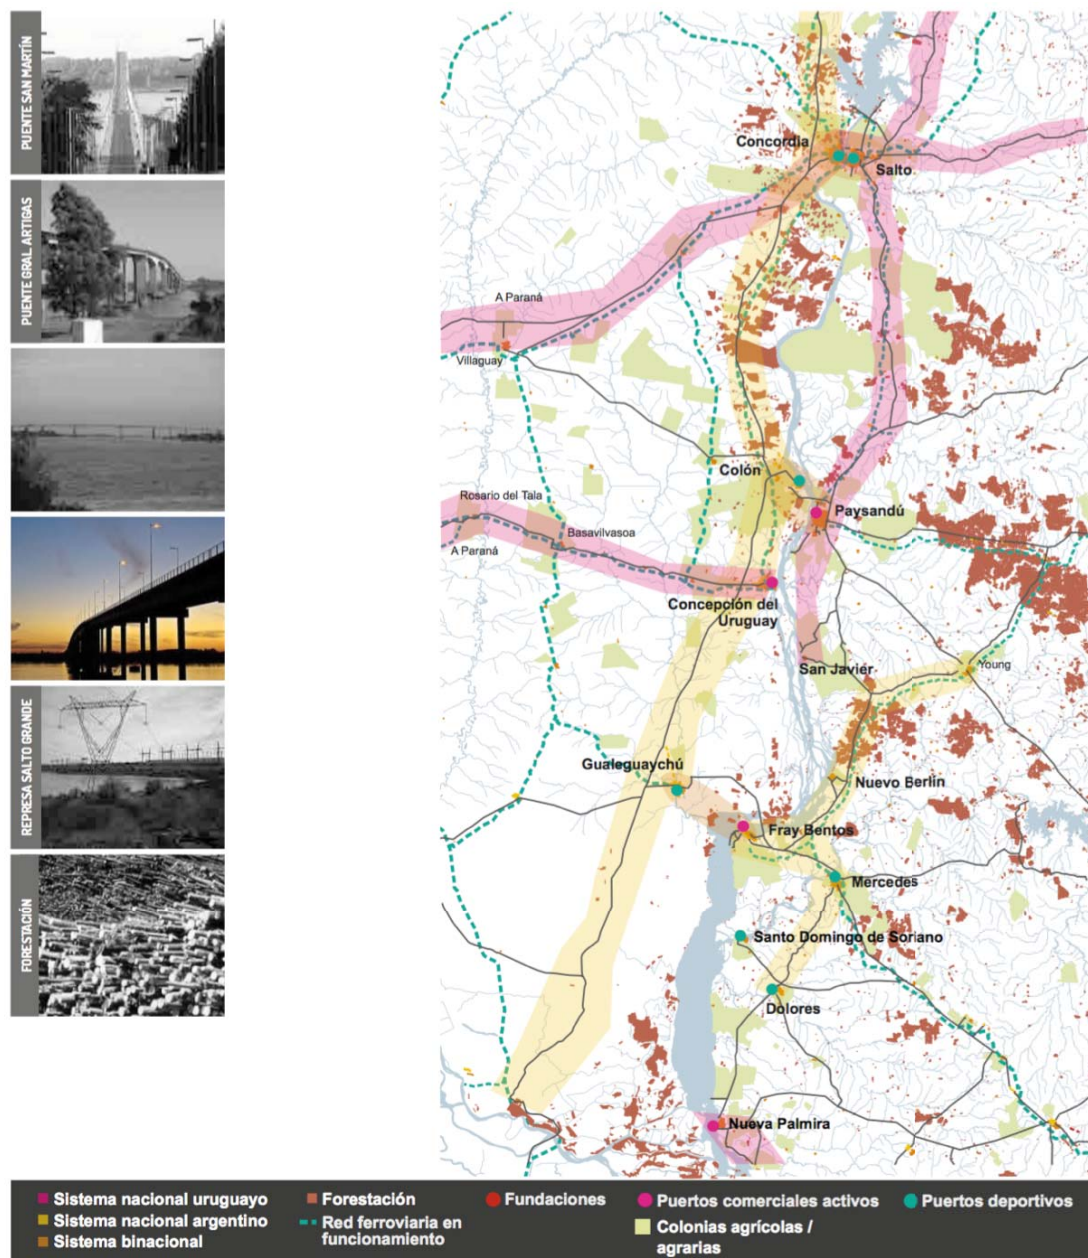 PUENTE SAN MARTÍN
PUENTE GRAL ARTIGAS
REPRESA SALTO GRANDE
FORESTACIÓN
Concordia
Salto
A Paraná
Villaguay
Colón
Paysandú
Rosario del Tala
Basavilvasoa
A Paraná
Concepción del
Uruguay
San Javier
Young
Gualeguaychú
Nuevo Berlín
Fray Bentos
Mercedes
Santo Domingo de Soriano
Dolores
Nueva Palmira
Sistema nacional uruguayo
Sistema nacional argentino
Sistema binacional
Forestación
Red ferroviaria en
funcionamiento
Fundaciones
Puertos comerciales activos
Colonias agrícolas /
agrarias
Puertos deportivos